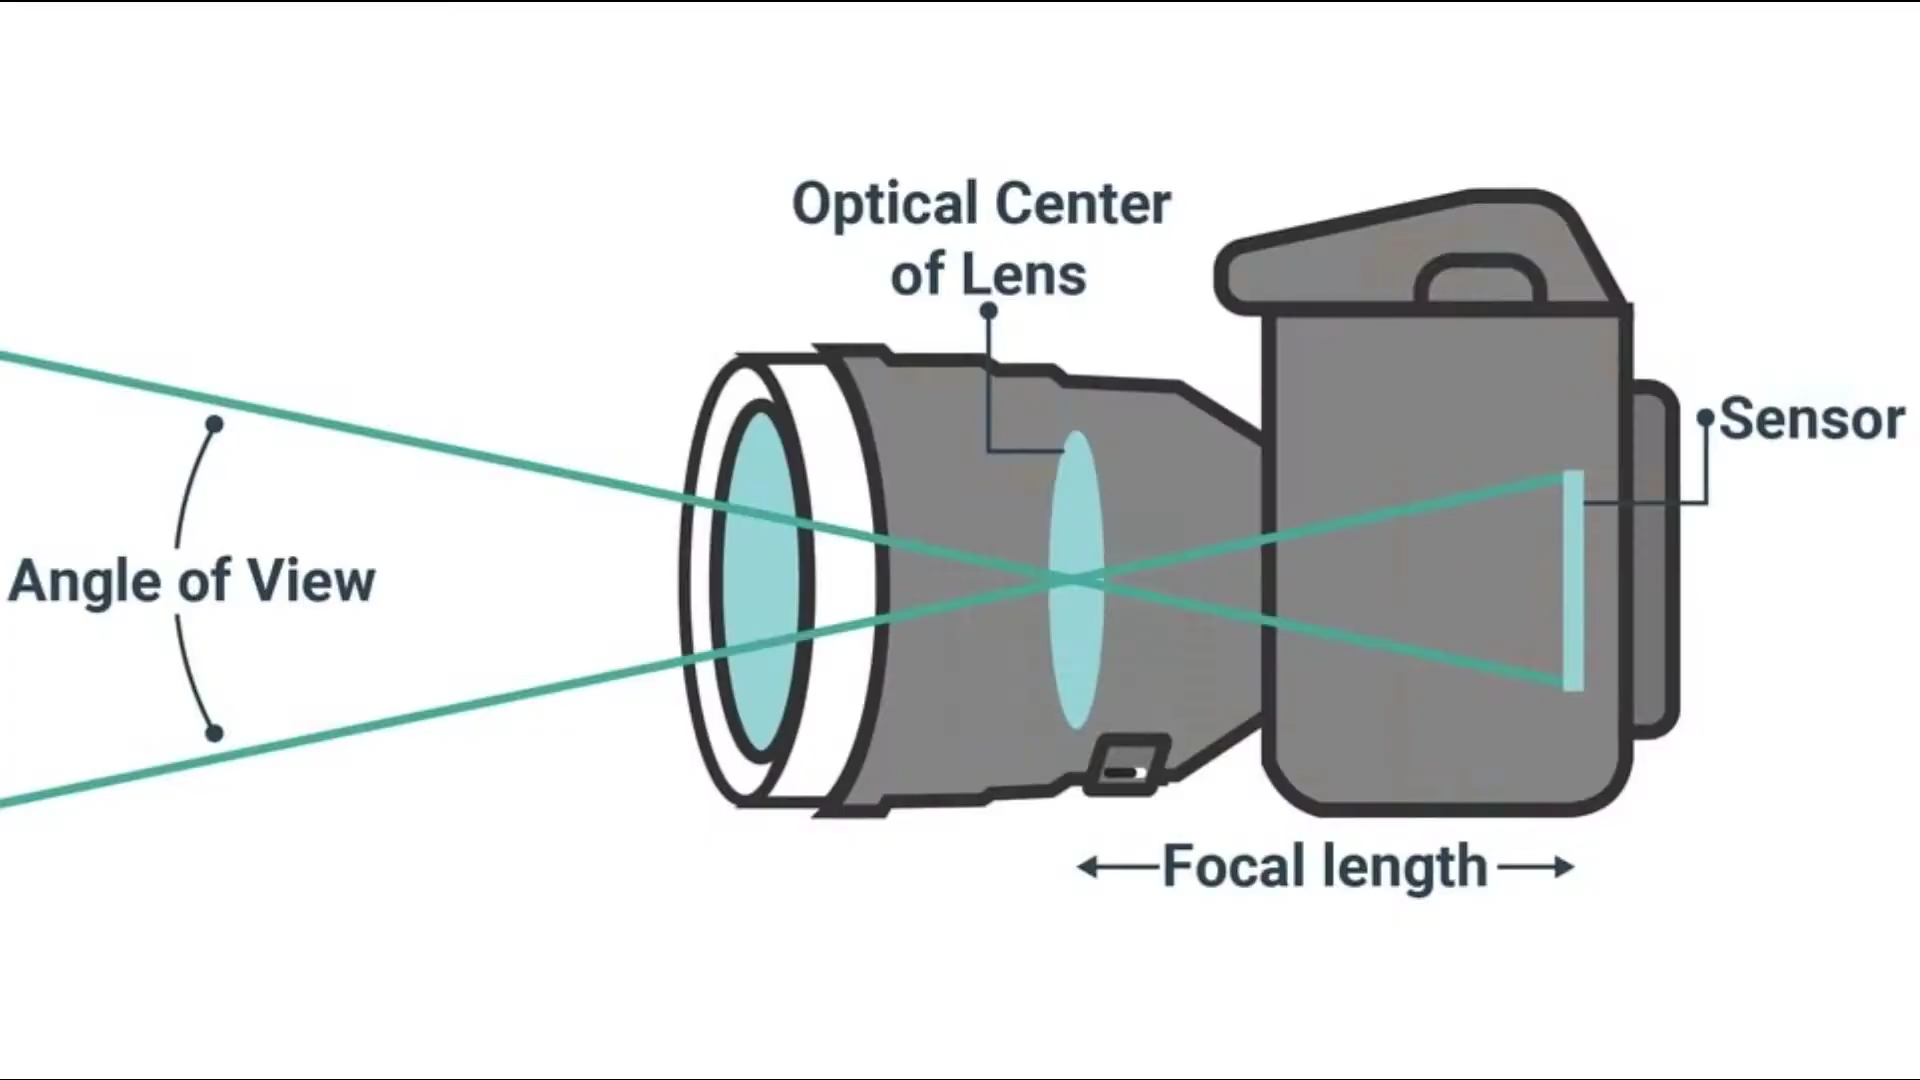 Optical Center
of Lens
Sensor
Angle of View
Focal length